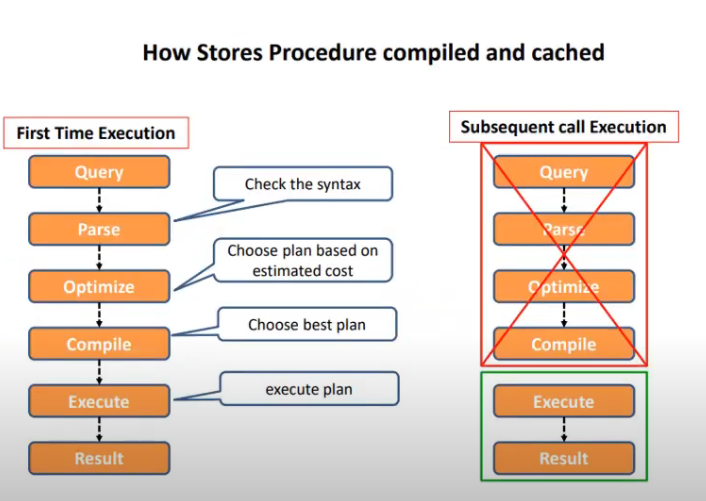 How Stores Procedure compiled and cached
First Time Execution
Query
Check the syntax
Parse
Choose plan based on
estimated cost
Optimize
Choose best plan
Compile
execute plan
Execute
Result
Subsequent call Execution
Query
Parse
Optimize
Compile
Execute
Result